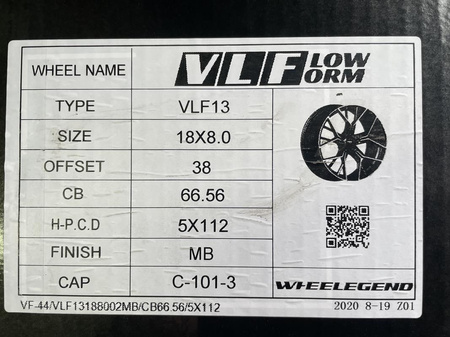 WHEEL NAME VLF LOW FORM
TYPE VLF13
SIZE 18X8.0
OFFSET 38
CB 66.56
H-P.C.D 5X112
FINISH MB
CAP C-101-3
WHEELEGEND
VF-44/VLF13188002MB/CB66.56/5X112
2020 8-19 Z01